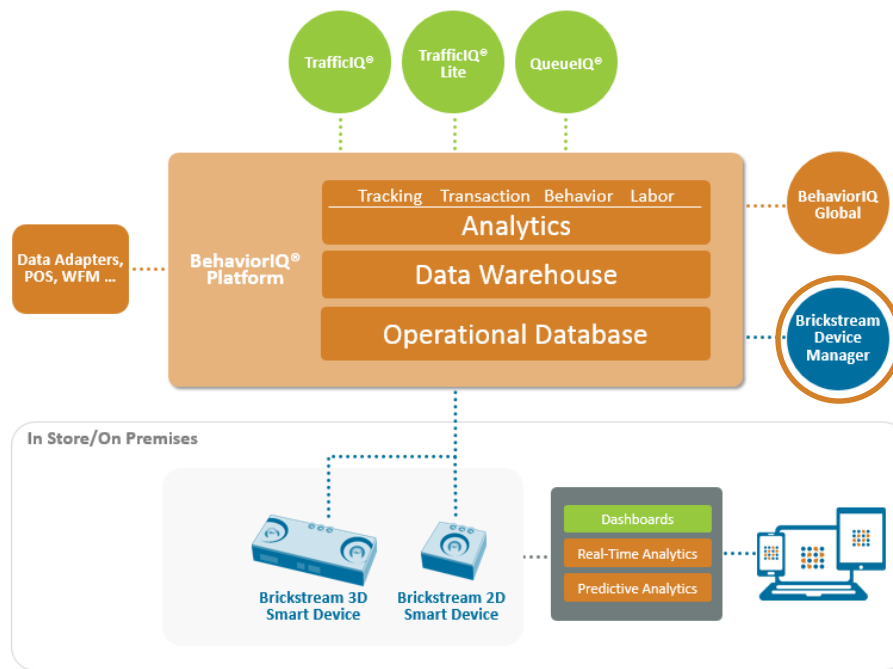 TrafficIQ®
TrafficIQ®
Lite
QueueIQ®
Tracking Transaction Behavior Labor
Analytics
BehaviorIQ
Global
Data Adapters,
POS, WFM ...
BehaviorIQ®
Platform
Data Warehouse
Operational Database
Brickstream
Device
Manager
In Store/On Premises
Dashboards
Real-Time Analytics
Predictive Analytics
Brickstream 3D
Smart Device
Brickstream 2D
Smart Device